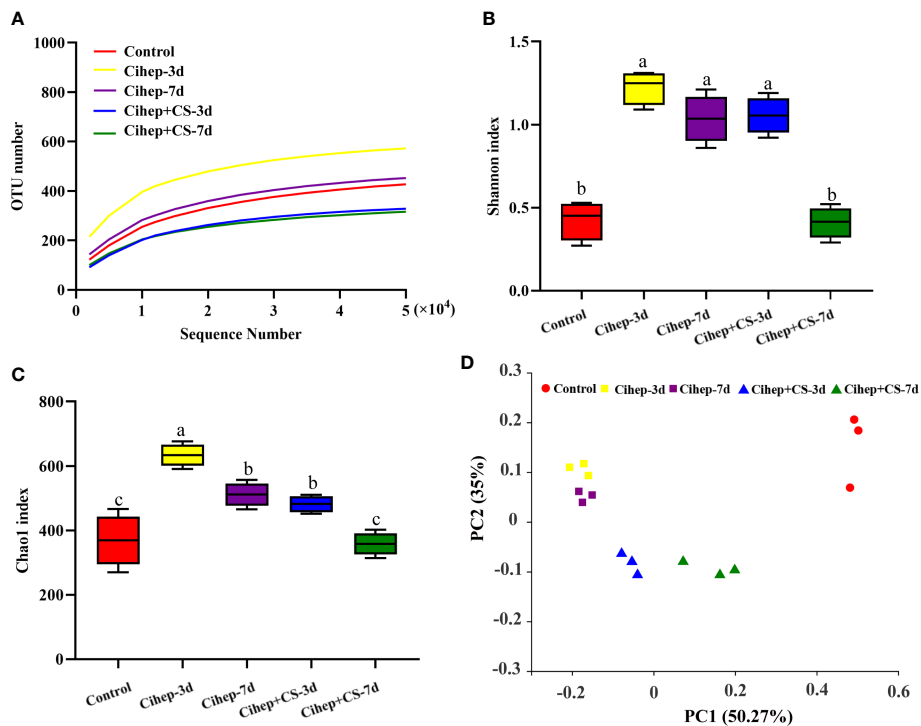 A
1000
800
600
400
200
0
OTU number
Control
Cihep-3d
Cihep-7d
Cihep+CS-3d
Cihep+CS-7d
0 1 2 3 4 5 (×10⁴)
Sequence Number
B
1.5
1.0
0.5
0.0
Shannon index
b a a a b
Control Cihep-3d Cihep-7d Cihep+CS-3d Cihep+CS-7d
C
800
600
400
200
0
Chao1 index
c a b b c
Control Cihep-3d Cihep-7d Cihep+CS-3d Cihep+CS-7d
D
Control Cihep-3d Cihep-7d Cihep+CS-3d Cihep+CS-7d
0.3
0.2
0.1
0
-0.1
-0.2
-0.3
PC2 (35%)
-0.2 0 0.2 0.4 0.6
PC1 (50.27%)